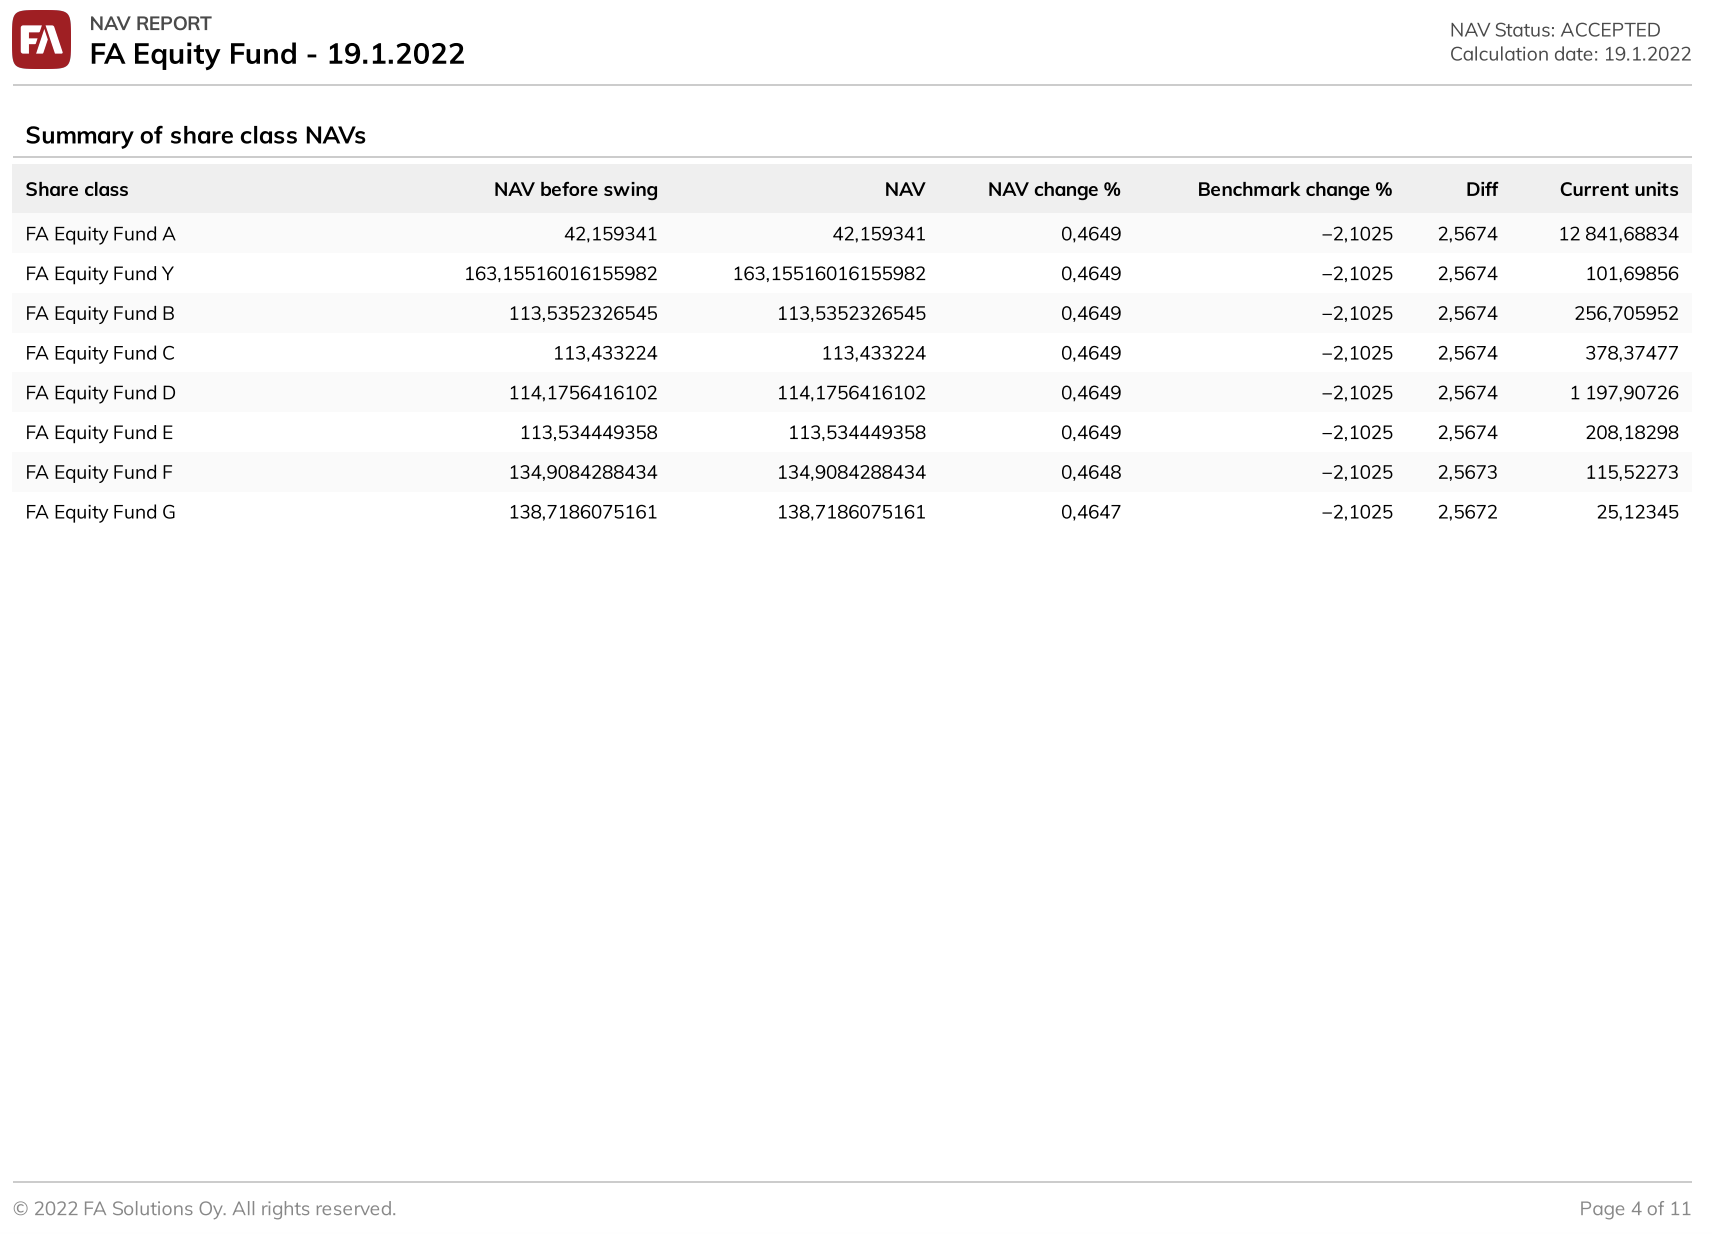 FA
NAV REPORT
FA Equity Fund - 19.1.2022
NAV Status: ACCEPTED
Calculation date: 19.1.2022
Summary of share class NAVs
Share class NAV before swing NAV NAV change % Benchmark change % Diff Current units
FA Equity Fund A 42,159341 42,159341 0,4649 −2,1025 2,5674 12 841,68834
FA Equity Fund Y 163,15516016155982 163,15516016155982 0,4649 −2,1025 2,5674 101,69856
FA Equity Fund B 113,5352326545 113,5352326545 0,4649 −2,1025 2,5674 256,705952
FA Equity Fund C 113,433224 113,433224 0,4649 −2,1025 2,5674 378,37477
FA Equity Fund D 114,1756416102 114,1756416102 0,4649 −2,1025 2,5674 1 197,90726
FA Equity Fund E 113,534449358 113,534449358 0,4649 −2,1025 2,5674 208,18298
FA Equity Fund F 134,9084288434 134,9084288434 0,4648 −2,1025 2,5673 115,52273
FA Equity Fund G 138,7186075161 138,7186075161 0,4647 −2,1025 2,5672 25,12345
© 2022 FA Solutions Oy. All rights reserved.
Page 4 of 11